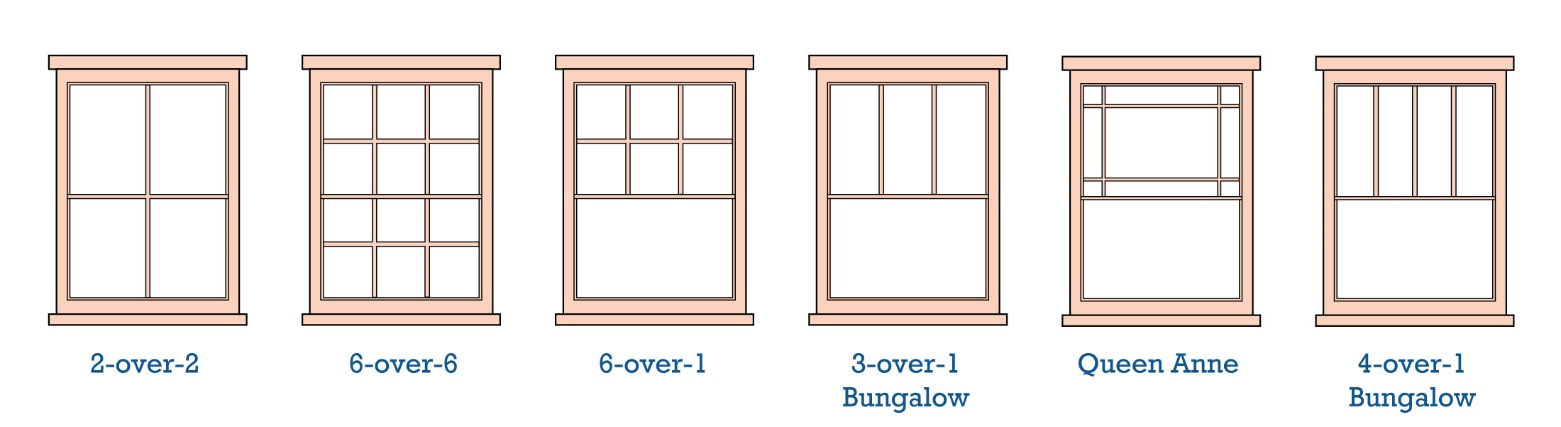 2-over-2
6-over-6
6-over-1
3-over-1
Bungalow
Queen Anne
4-over-1
Bungalow